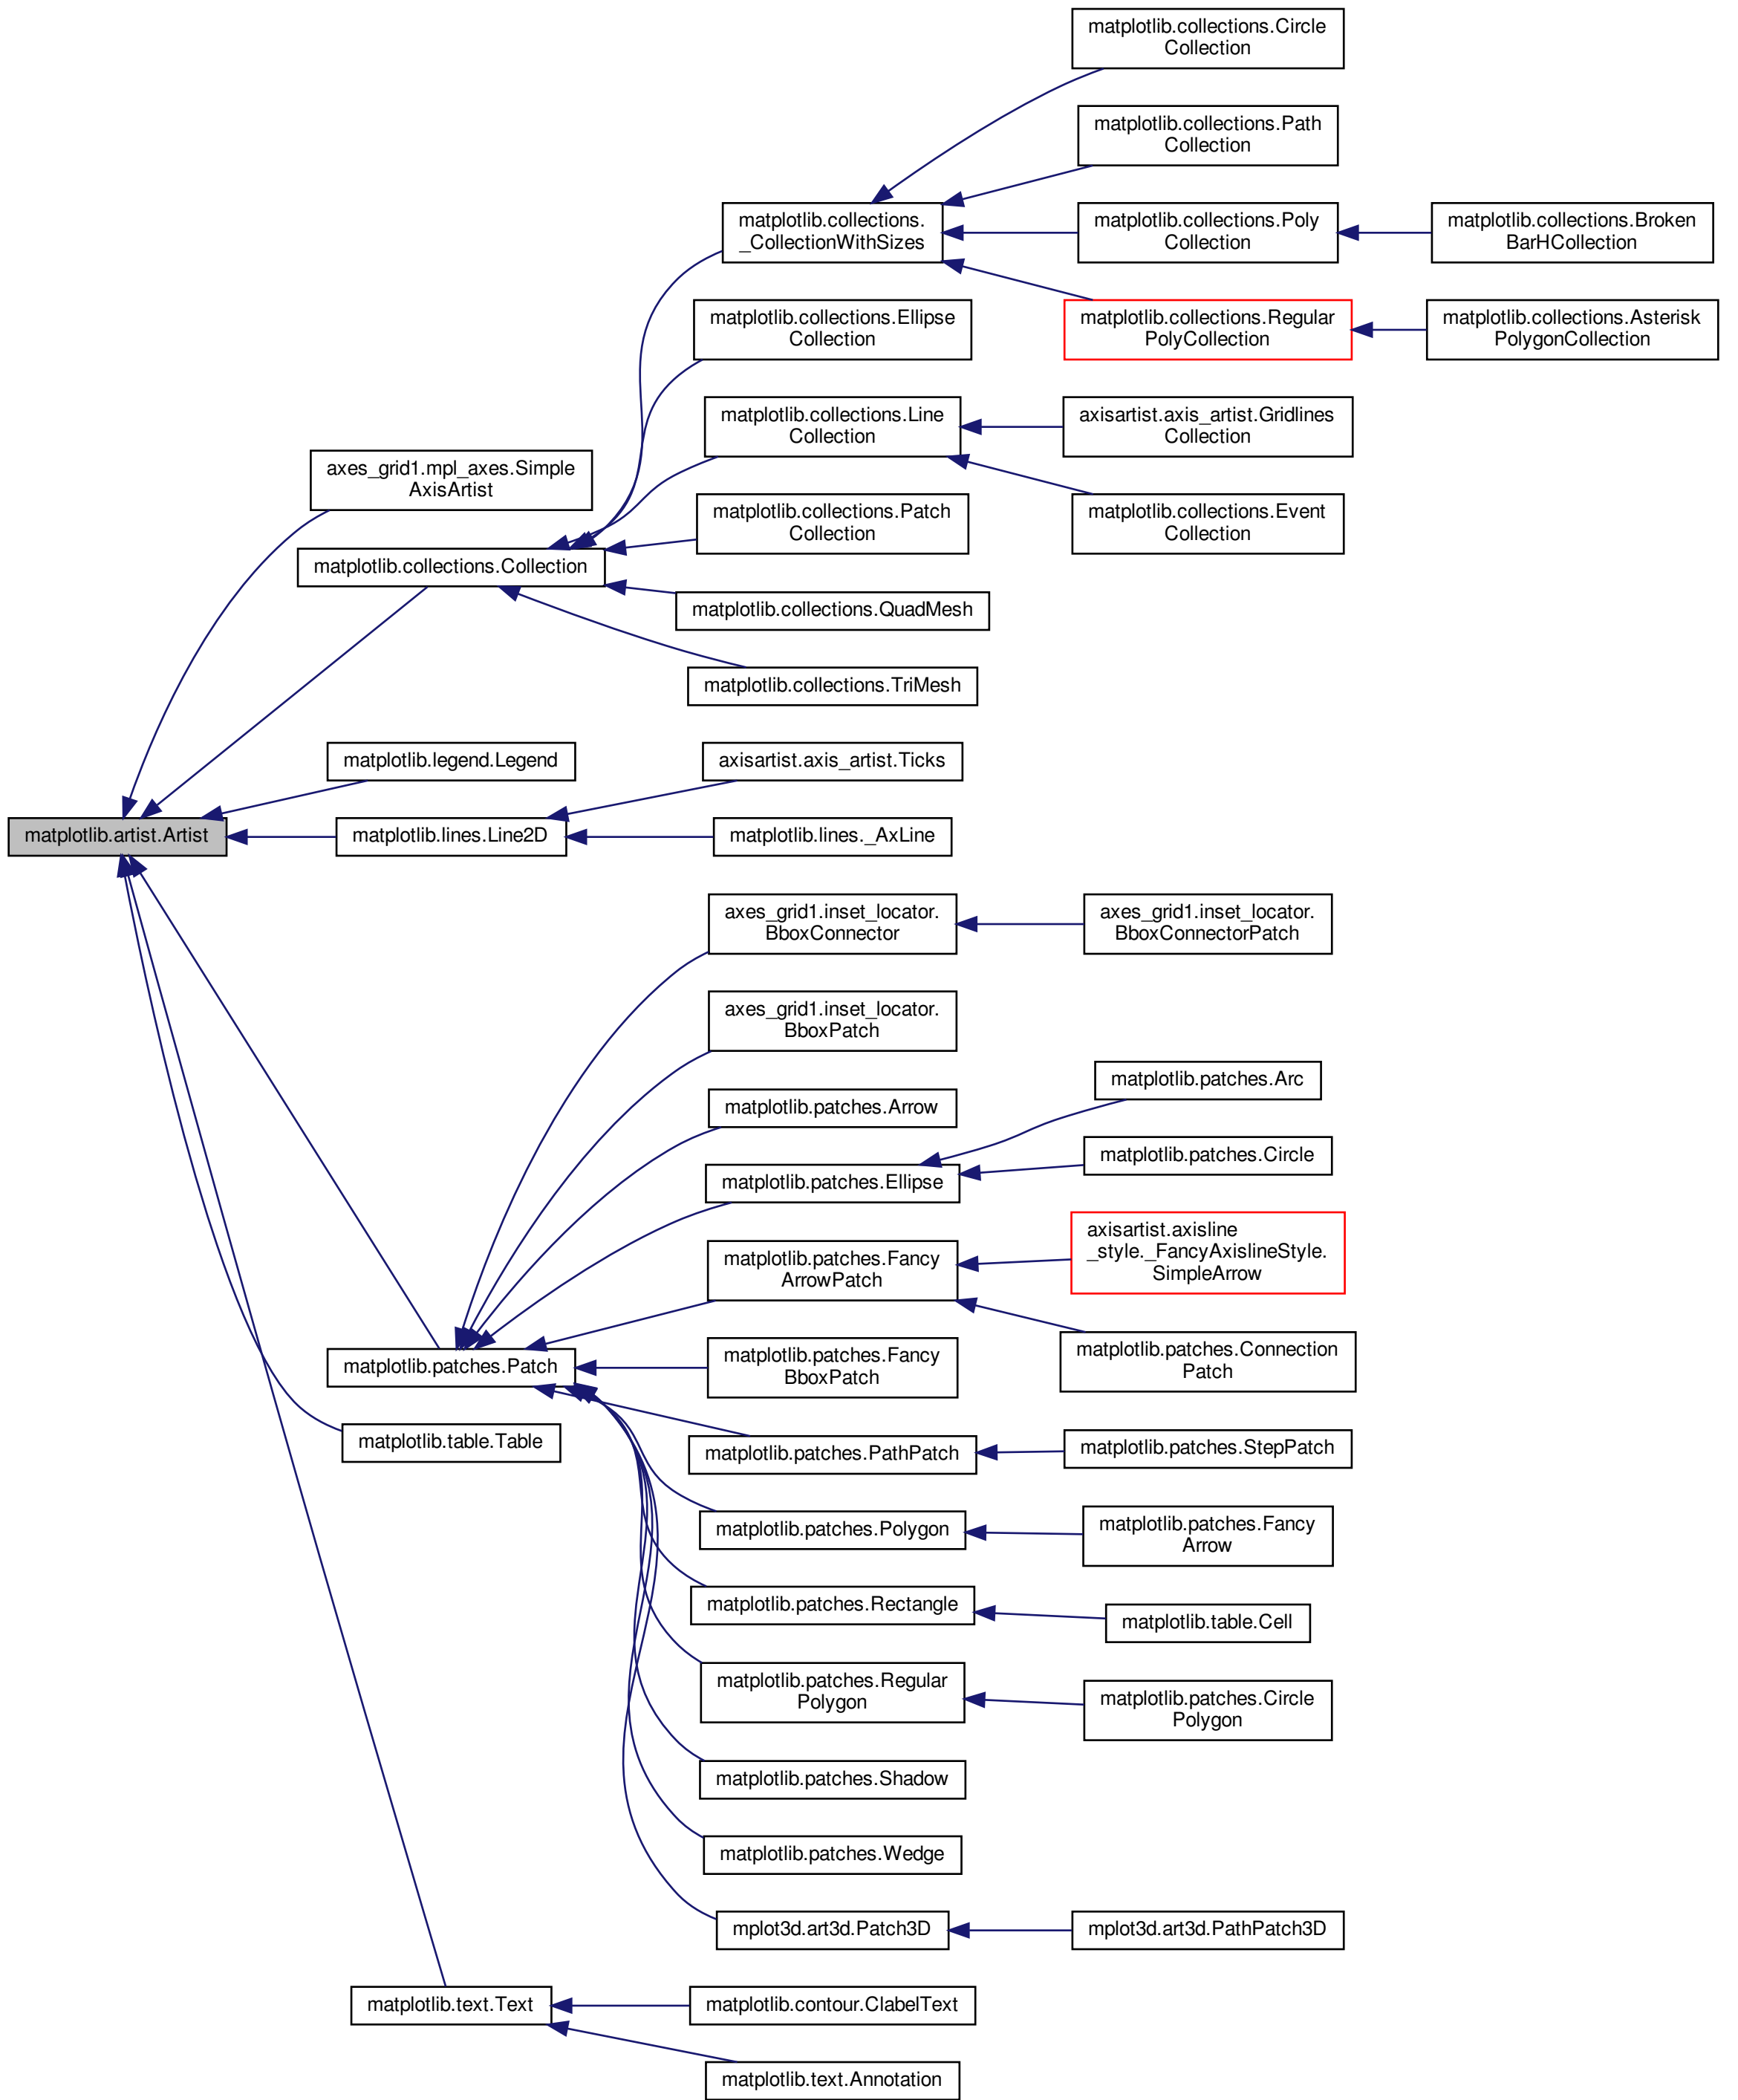 matplotlib.collections.Circle
Collection
matplotlib.collections.Path
Collection
matplotlib.collections.
_CollectionWithSizes
matplotlib.collections.Poly
Collection
matplotlib.collections.Broken
BarHCollection
matplotlib.collections.Ellipse
Collection
matplotlib.collections.Regular
PolyCollection
matplotlib.collections.Asterisk
PolygonCollection
matplotlib.collections.Line
Collection
axisartist.axis_artist.Gridlines
Collection
axes_grid1.mpl_axes.Simple
AxisArtist
matplotlib.collections.Patch
Collection
matplotlib.collections.Event
Collection
matplotlib.collections.Collection
matplotlib.collections.QuadMesh
matplotlib.collections.TriMesh
matplotlib.legend.Legend
axisartist.axis_artist.Ticks
matplotlib.artist.Artist
matplotlib.lines.Line2D
matplotlib.lines._AxLine
axes_grid1.inset_locator.
BboxConnector
axes_grid1.inset_locator.
BboxConnectorPatch
axes_grid1.inset_locator.
BboxPatch
matplotlib.patches.Arc
matplotlib.patches.Arrow
matplotlib.patches.Circle
matplotlib.patches.Ellipse
axisartist.axisline
_style._FancyAxislineStyle.
SimpleArrow
matplotlib.patches.Fancy
ArrowPatch
matplotlib.patches.Connection
Patch
matplotlib.patches.Patch
matplotlib.patches.Fancy
BboxPatch
matplotlib.table.Table
matplotlib.patches.PathPatch
matplotlib.patches.StepPatch
matplotlib.patches.Polygon
matplotlib.patches.Fancy
Arrow
matplotlib.patches.Rectangle
matplotlib.table.Cell
matplotlib.patches.Regular
Polygon
matplotlib.patches.Circle
Polygon
matplotlib.patches.Shadow
matplotlib.patches.Wedge
mplot3d.art3d.Patch3D
mplot3d.art3d.PathPatch3D
matplotlib.text.Text
matplotlib.contour.ClabelText
matplotlib.text.Annotation